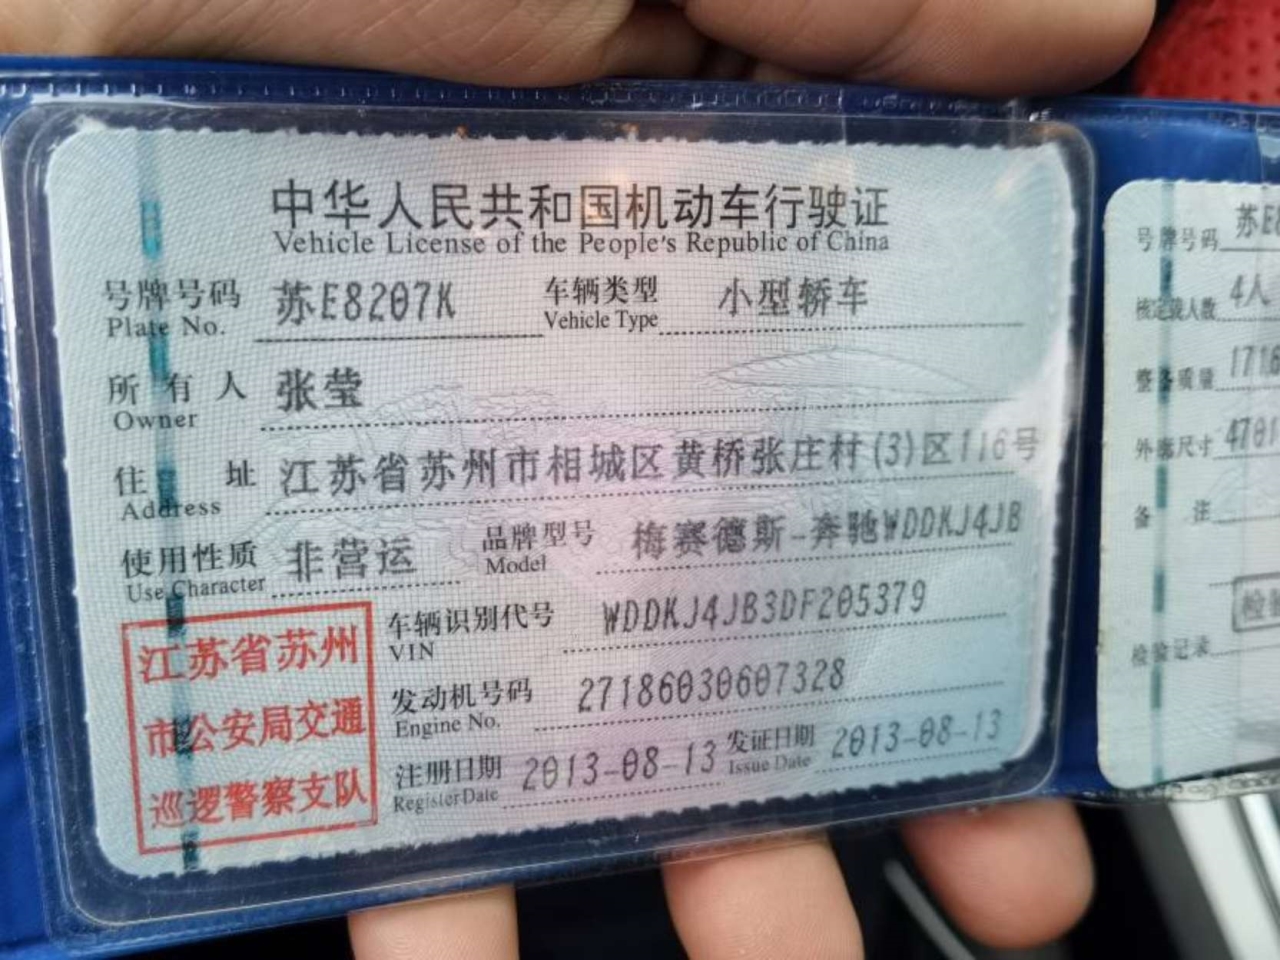 中华人民共和国机动车行驶证
Vehicle License of the People's Republic of China
号牌号码 苏E8207K 车辆类型 小型轿车
Plate No. Vehicle Type
所有人 张莹
Owner
住址 江苏省苏州市相城区黄桥张庄村(3)区116号
Address
使用性质 非营运 品牌型号 梅赛德斯-奔驰WDDKJ4JB
Use Character Model
车辆识别代号 WDDKJ4JB3DF205379
VIN
发动机号码 27186030607328
Engine No.
注册日期 2013-08-13 发证日期 2013-08-13
Register Date Issue Date
江苏省苏州
市公安局交通
巡逻警察支队
号牌号码 苏E8
核定载人数 4人
整备质量 1716
外廓尺寸 4701
备注
检验记录